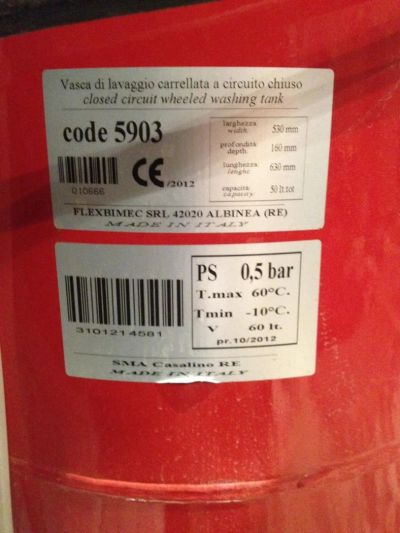 Vasca di lavaggio carrellata a circuito chiuso
closed circuit wheeled washing tank
code 5903
CE/2012
Q10666
larghezza
width. 530 mm
profondità
depth. 160 mm
lunghezza
lenght 630 mm
capacità
capacity. 50 lt.tot
FLEXBIMEC SRL 42020 ALBINEA (RE)
MADE IN ITALY
3101214581
PS 0,5 bar
T.max 60°C.
Tmin -10°C.
V 60 lt.
pr.10/2012
SMA Casalino RE
MADE IN ITALY